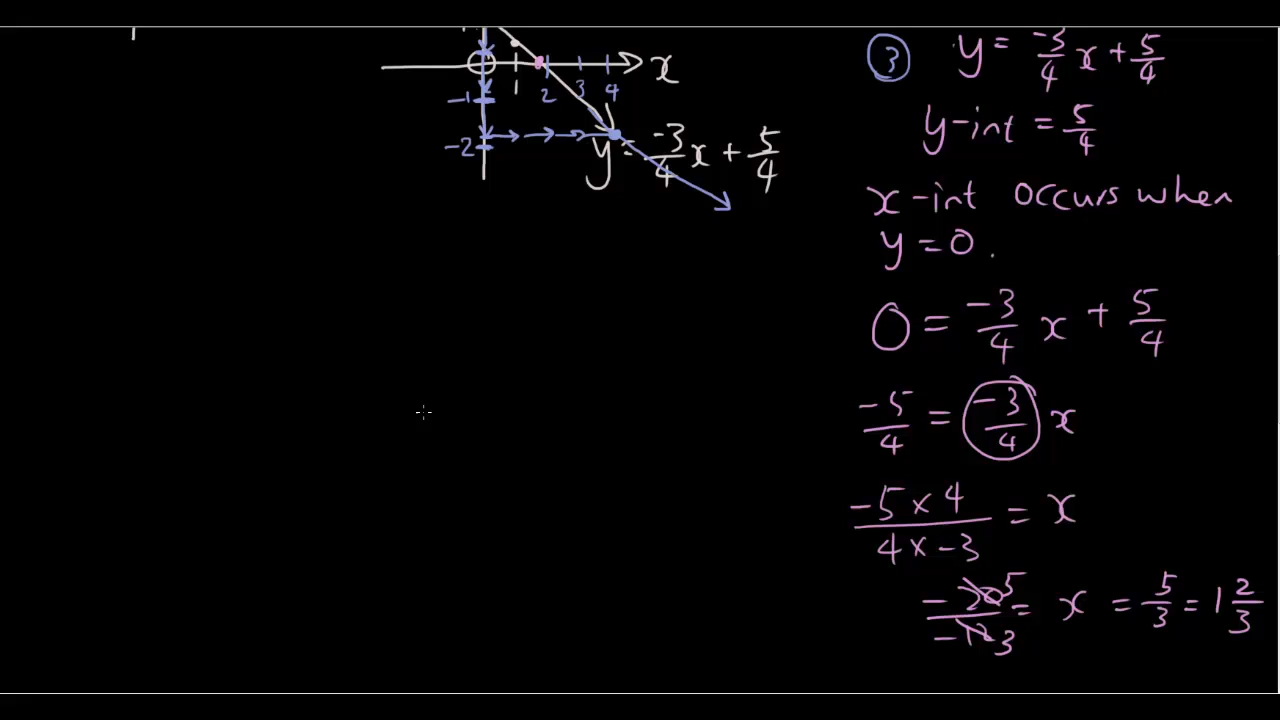 x
1 2 3 4
-1
-2
y = -3/4 x + 5/4
③ y = -3/4 x + 5/4
y-int = 5/4
x-int occurs when
y = 0.
0 = -3/4 x + 5/4
-5/4 = -3/4 x
-5 × 4 / 4 × -3 = x
-20 5 / -12 3 = x = 5/3 = 1 2/3